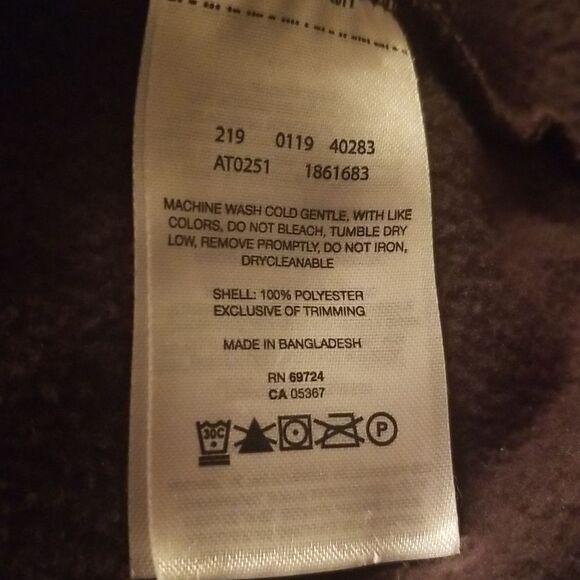 219 0119 40283
AT0251 1861683
MACHINE WASH COLD GENTLE, WITH LIKE
COLORS, DO NOT BLEACH, TUMBLE DRY
LOW, REMOVE PROMPTLY, DO NOT IRON,
DRYCLEANABLE
SHELL: 100% POLYESTER
EXCLUSIVE OF TRIMMING
MADE IN BANGLADESH
RN 69724
CA 05367
30C P